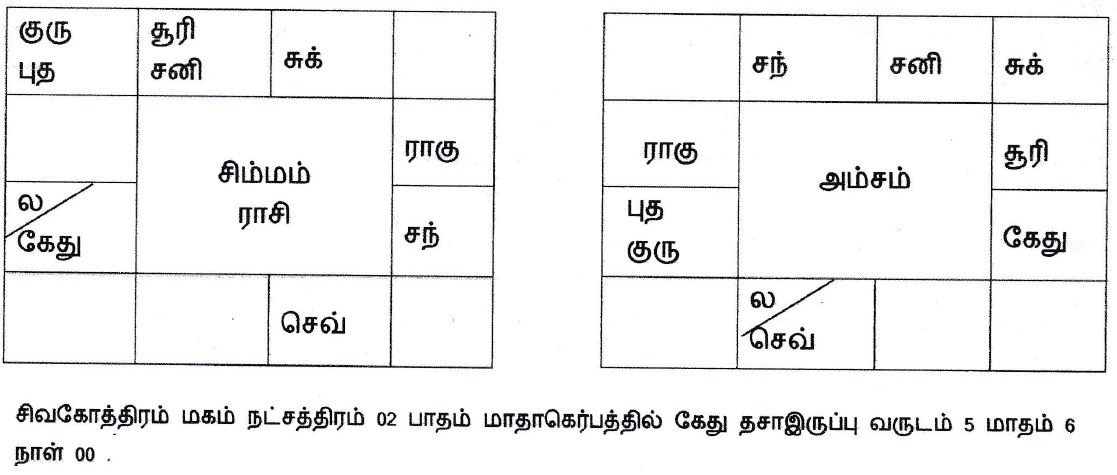 குரு
புத
சூரி
சனி
சுக்
ராகு
சிம்மம்
ராசி
ல
கேது
சந்
செவ்
சந்
சனி
சுக்
ராகு
அம்சம்
சூரி
புத
குரு
கேது
ல
செவ்
சிவகோத்திரம் மகம் நட்சத்திரம் 02 பாதம் மாதாகெர்பத்தில் கேது தசாஇருப்பு வருடம் 5 மாதம் 6
நாள் 00 .